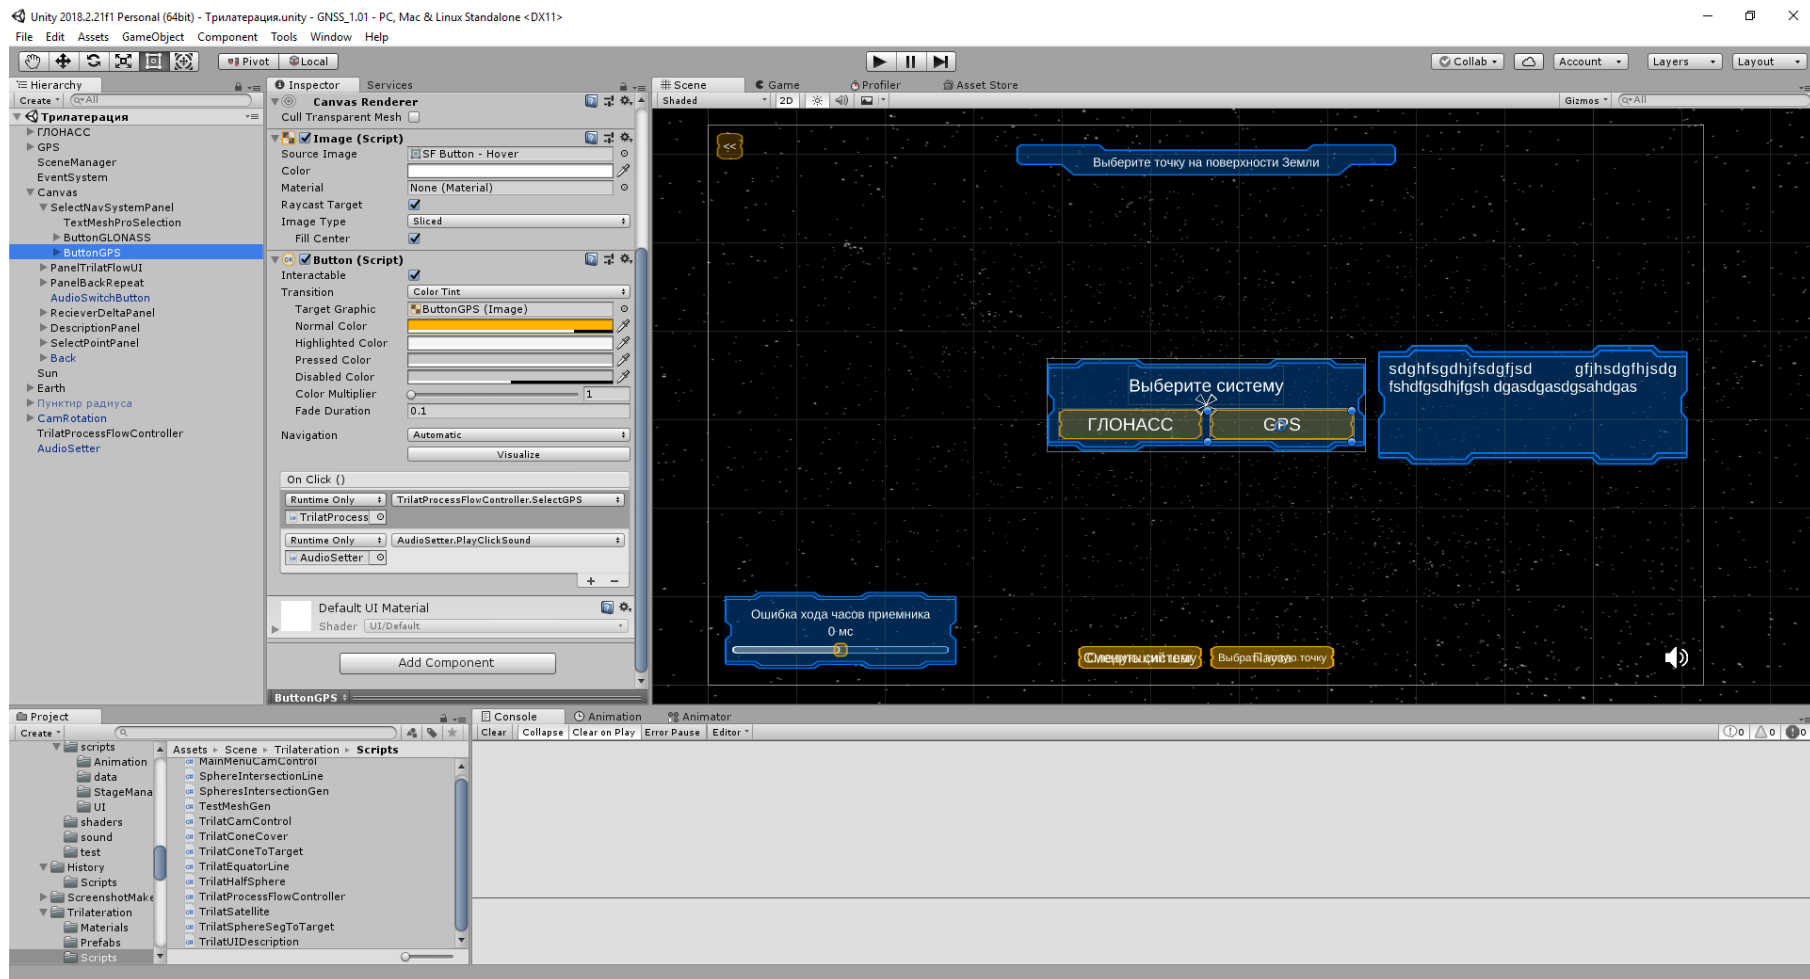 Unity 2018.2.21f1 Personal (64bit) - Трилатерация.unity - GNSS_1.01 - PC, Mac & Linux Standalone <DX11>
File Edit Assets GameObject Component Tools Window Help
Pivot Local Collab Account Layers Layout
Hierarchy
Create All
Трилатерация
ГЛОНАСС
GPS
SceneManager
EventSystem
Canvas
SelectNavSystemPanel
TextMeshProSelection
ButtonGLONASS
ButtonGPS
PanelTrilatFlowUI
PanelBackRepeat
AudioSwitchButton
RecieverDeltaPanel
DescriptionPanel
SelectPointPanel
Back
Sun
Earth
Пунктир радиуса
CamRotation
TrilatProcessFlowController
AudioSetter
Inspector Services
Canvas Renderer
Cull Transparent Mesh
Image (Script)
Source Image SF Button - Hover
Color
Material None (Material)
Raycast Target
Image Type Sliced
Fill Center
Button (Script)
Interactable
Transition Color Tint
Target Graphic ButtonGPS (Image)
Normal Color
Highlighted Color
Pressed Color
Disabled Color
Color Multiplier 1
Fade Duration 0.1
Navigation Automatic
Visualize
On Click ()
Runtime Only TrilatProcessFlowController.SelectGPS
TrilatProcess
Runtime Only AudioSetter.PlayClickSound
AudioSetter
+ −
Default UI Material
Shader UI/Default
Add Component
ButtonGPS
Scene Game Profiler Asset Store
Shaded 2D Gizmos All
<<
Выберите точку на поверхности Земли
Выберите систему
ГЛОНАСС GPS
sdghfsgdhjfsdgfjsd gfjhsdgfhjsdg
fshdfgsdhjfgsh dgasdgasdgsahdgas
Ошибка хода часов приемника
0 мс
Project
Create
scripts
Animation
data
StageMana
UI
shaders
sound
test
History
Scripts
ScreenshotMake
Trilateration
Materials
Prefabs
Scripts
Assets Scene Trilateration Scripts
MainMenuCamControl
SphereIntersectionLine
SpheresIntersectionGen
TestMeshGen
TrilatCamControl
TrilatConeCover
TrilatConeToTarget
TrilatEquatorLine
TrilatHalfSphere
TrilatProcessFlowController
TrilatSatellite
TrilatSphereSegToTarget
TrilatUIDescription
Console Animation Animator
Clear Collapse Clear on Play Error Pause Editor 0 0 0